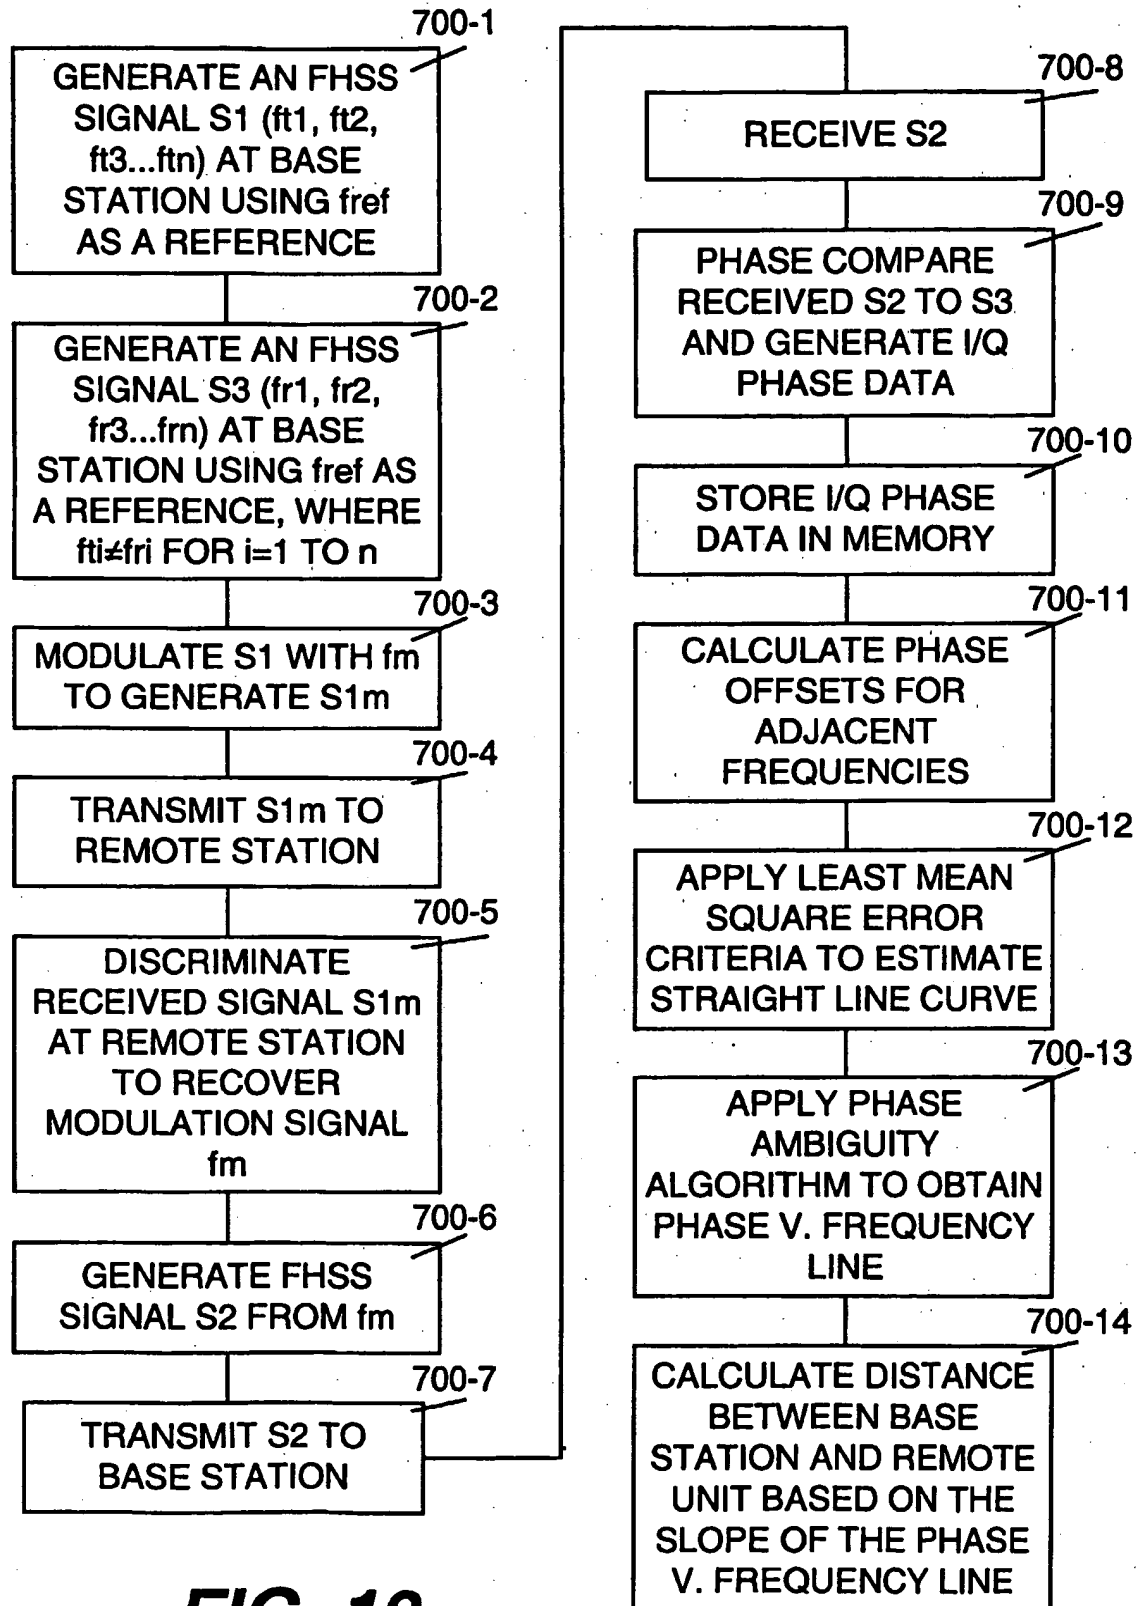 700-1
GENERATE AN FHSS
SIGNAL S1 (ft1, ft2,
ft3...ftn) AT BASE
STATION USING fref
AS A REFERENCE
700-2
GENERATE AN FHSS
SIGNAL S3 (fr1, fr2,
fr3...frn) AT BASE
STATION USING fref AS
A REFERENCE, WHERE
fti≠fri FOR i=1 TO n
700-3
MODULATE S1 WITH fm
TO GENERATE S1m
700-4
TRANSMIT S1m TO
REMOTE STATION
700-5
DISCRIMINATE
RECEIVED SIGNAL S1m
AT REMOTE STATION
TO RECOVER
MODULATION SIGNAL
fm
700-6
GENERATE FHSS
SIGNAL S2 FROM fm
700-7
TRANSMIT S2 TO
BASE STATION
700-8
RECEIVE S2
700-9
PHASE COMPARE
RECEIVED S2 TO S3
AND GENERATE I/Q
PHASE DATA
700-10
STORE I/Q PHASE
DATA IN MEMORY
700-11
CALCULATE PHASE
OFFSETS FOR
ADJACENT
FREQUENCIES
700-12
APPLY LEAST MEAN
SQUARE ERROR
CRITERIA TO ESTIMATE
STRAIGHT LINE CURVE
700-13
APPLY PHASE
AMBIGUITY
ALGORITHM TO OBTAIN
PHASE V. FREQUENCY
LINE
700-14
CALCULATE DISTANCE
BETWEEN BASE
STATION AND REMOTE
UNIT BASED ON THE
SLOPE OF THE PHASE
V. FREQUENCY LINE
FIG.